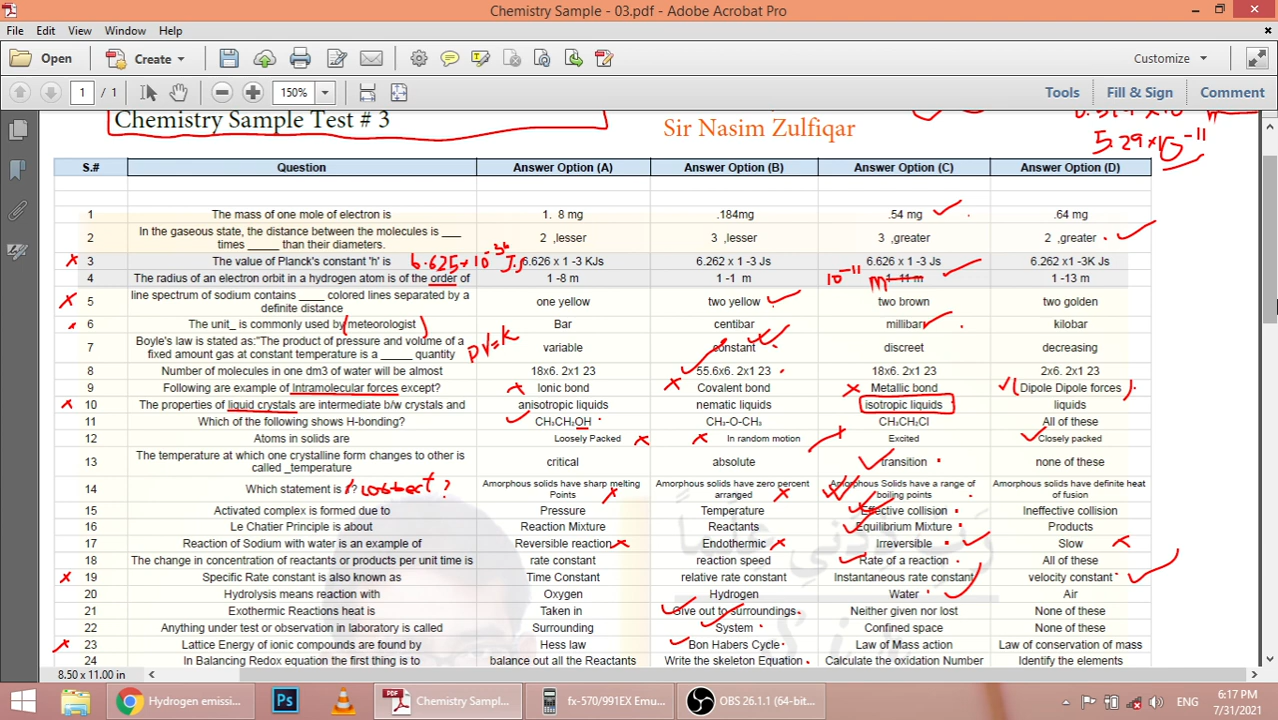 Chemistry Sample - 03.pdf - Adobe Acrobat Pro
File Edit View Window Help
Open Create Customize
1 / 1 150% Tools Fill & Sign Comment
Chemistry Sample Test # 3
Sir Nasim Zulfiqar
5.29×10-11
S.# Question Answer Option (A) Answer Option (B) Answer Option (C) Answer Option (D)
1 The mass of one mole of electron is 1. 8 mg .184mg .54 mg .64 mg
2 In the gaseous state, the distance between the molecules is ___ times _____ than their diameters. 2 ,lesser 3 ,lesser 3 ,greater 2 ,greater
3 The value of Planck's constant 'h' is 6.625×10-34 J.s 6.626 x 1 -3 KJs 6.262 x 1 -3 Js 6.626 x 1 -3 Js 6.262 x1 -3K Js
4 The radius of an electron orbit in a hydrogen atom is of the order of 1 -8 m 1 -1 m 10-11 m 1 -11 m 1 -13 m
5 line spectrum of sodium contains ____ colored lines separated by a definite distance one yellow two yellow two brown two golden
6 The unit_ is commonly used by (meteorologist) Bar centibar millibar kilobar
7 Boyle's law is stated as:"The product of pressure and volume of a fixed amount gas at constant temperature is a _____ quantity PV=K variable constant discreet decreasing
8 Number of molecules in one dm3 of water will be almost 18x6. 2x1 23 55.6x6. 2x1 23 18x6. 2x1 23 2x6. 2x1 23
9 Following are example of Intramolecular forces except? Ionic bond Covalent bond Metallic bond (Dipole Dipole forces)
10 The properties of liquid crystals are intermediate b/w crystals and anisotropic liquids nematic liquids isotropic liquids liquids
11 Which of the following shows H-bonding? CH₃CH₂OH CH₃-O-CH₃ CH₃CH₂Cl All of these
12 Atoms in solids are Loosely Packed In random motion Excited Closely packed
13 The temperature at which one crystalline form changes to other is called _temperature critical absolute transition none of these
14 Which statement is correct ? Amorphous solids have sharp melting Points Amorphous solids have zero percent arranged Amorphous Solids have a range of boiling points Amorphous solids have definite heat of fusion
15 Activated complex is formed due to Pressure Temperature Effective collision Ineffective collision
16 Le Chatier Principle is about Reaction Mixture Reactants Equilibrium Mixture Products
17 Reaction of Sodium with water is an example of Reversible reaction Endothermic Irreversible Slow
18 The change in concentration of reactants or products per unit time is rate constant reaction speed Rate of a reaction All of these
19 Specific Rate constant is also known as Time Constant relative rate constant Instantaneous rate constant velocity constant
20 Hydrolysis means reaction with Oxygen Hydrogen Water Air
21 Exothermic Reactions heat is Taken in Give out to surroundings Neither given nor lost None of these
22 Anything under test or observation in laboratory is called Surrounding System Confined space None of these
23 Lattice Energy of ionic compounds are found by Hess law Bon Habers Cycle Law of Mass action Law of conservation of mass
24 In Balancing Redox equation the first thing is to balance out all the Reactants Write the skeleton Equation Calculate the oxidation Number Identify the elements
8.50 x 11.00 in
Hydrogen emissi... Chemistry Sample... fx-570/991EX Emu... OBS 26.1.1 (64-bit... ENG 6:17 PM
7/31/2021